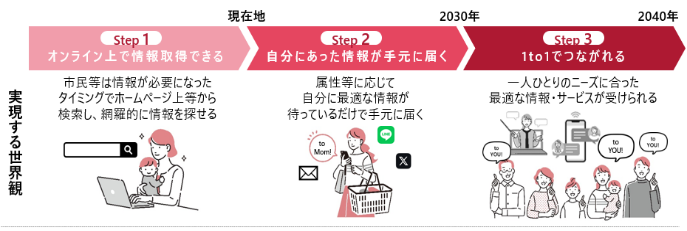 現在地
2030年
2040年
Step 1
オンライン上で情報取得できる
Step 2
自分にあった情報が手元に届く
Step 3
1to1でつながれる
実現する世界観
市民等は情報が必要になった
タイミングでホームページ上等から
検索し、網羅的に情報を探せる
属性等に応じて
自分に最適な情報が
待っているだけで手元に届く
一人ひとりのニーズに合った
最適な情報・サービスが受けられる
to
Mom!
LINE
X
to
YOU!
to
YOU!
to
YOU!
to
YOU!